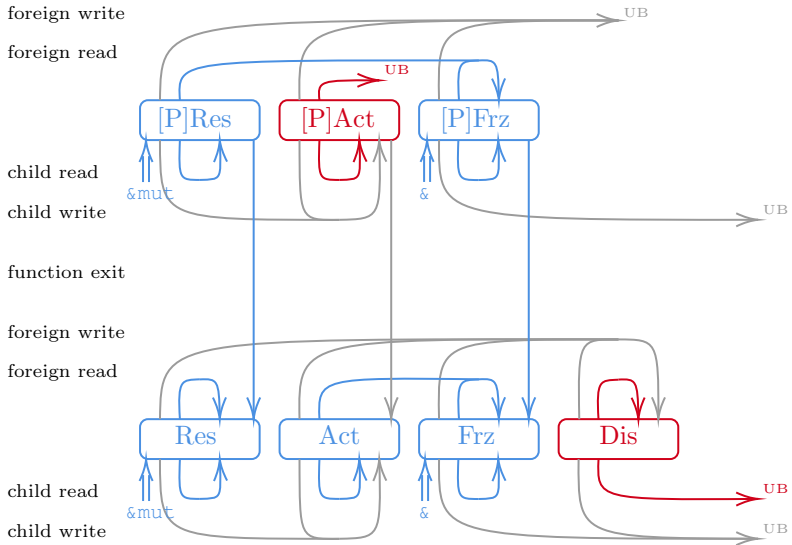 foreign write
UB
foreign read
UB
[P]Res
[P]Act
[P]Frz
child read
&mut
&
child write
UB
function exit
foreign write
foreign read
Res
Act
Frz
Dis
child read
UB
&mut
&
child write
UB